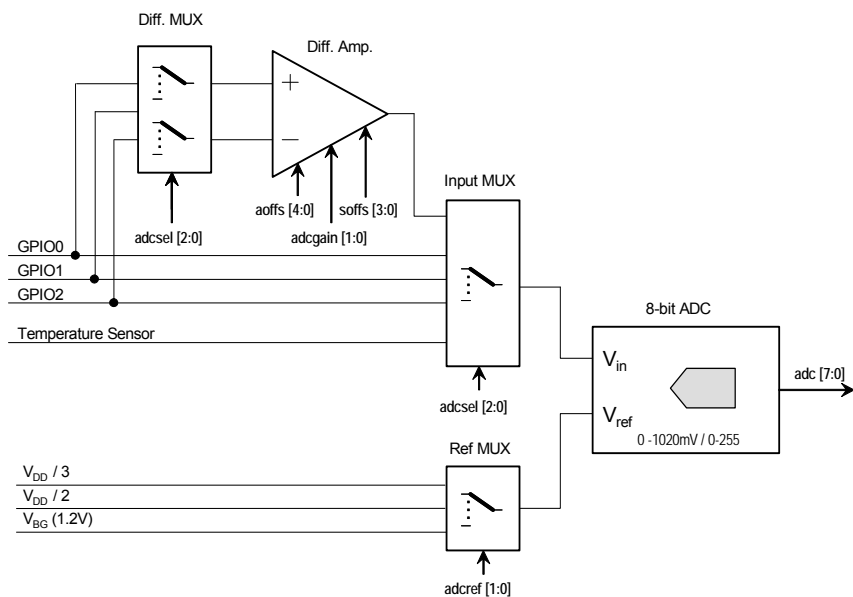 Diff. MUX
Diff. Amp.
+
−
aoffs [4:0]
soffs [3:0]
adcgain [1:0]
adcsel [2:0]
Input MUX
GPIO0
GPIO1
GPIO2
Temperature Sensor
adcsel [2:0]
8-bit ADC
Vin
Vref
adc [7:0]
0 -1020mV / 0-255
Ref MUX
VDD / 3
VDD / 2
VBG (1.2V)
adcref [1:0]